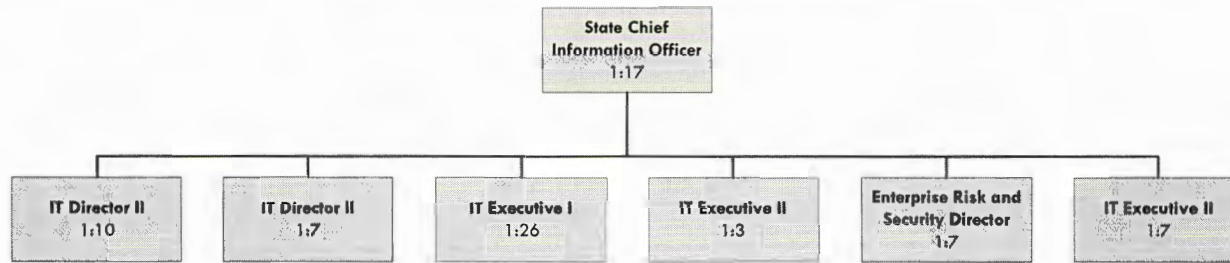 State Chief
Information Officer
1:17
IT Director II
1:10
IT Director II
1:7
IT Executive I
1:26
IT Executive II
1:3
Enterprise Risk and
Security Director
1:7
IT Executive II
1:7